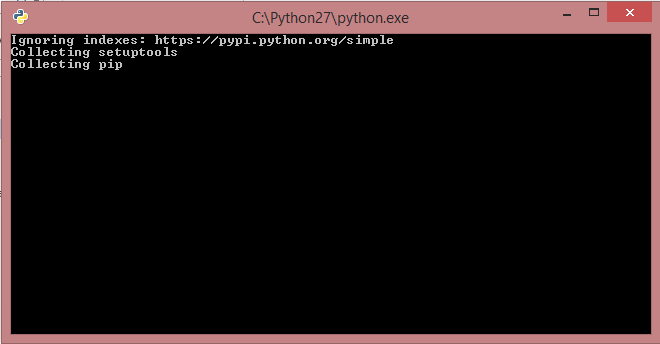 C:\Python27\python.exe
Ignoring indexes: https://pypi.python.org/simple
Collecting setuptools
Collecting pip